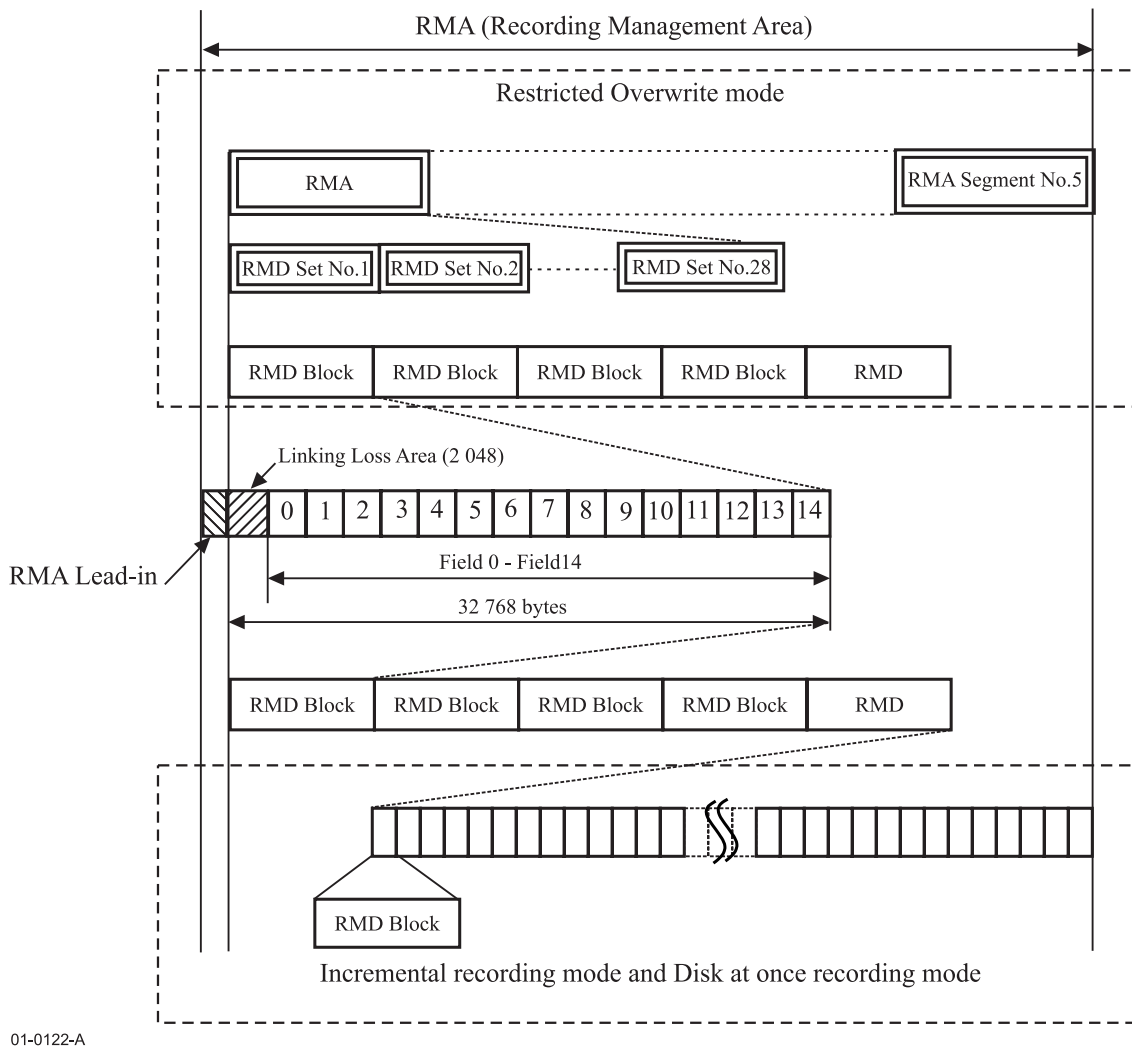 RMA (Recording Management Area)
Restricted Overwrite mode
RMA
RMA Segment No.5
RMD Set No.1
RMD Set No.2
RMD Set No.28
RMD Block
RMD Block
RMD Block
RMD Block
RMD
Linking Loss Area (2 048)
0 1 2 3 4 5 6 7 8 9 10 11 12 13 14
RMA Lead-in
Field 0 - Field14
32 768 bytes
RMD Block
RMD Block
RMD Block
RMD Block
RMD
RMD Block
Incremental recording mode and Disk at once recording mode
01-0122-A